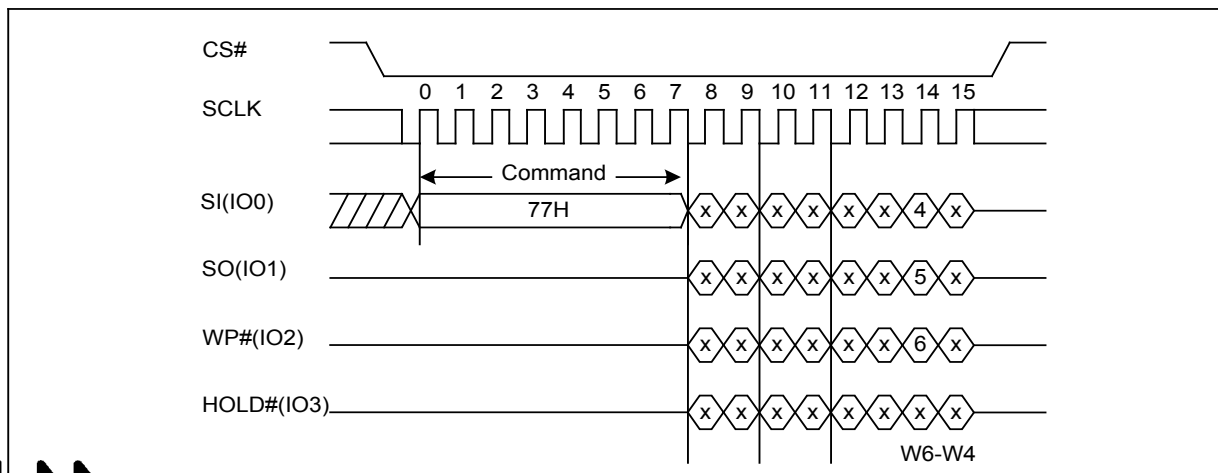 CS#
0 1 2 3 4 5 6 7 8 9 10 11 12 13 14 15
SCLK
Command
SI(IO0) 77H x x x x x x 4 x
SO(IO1) x x x x x x 5 x
WP#(IO2) x x x x x x 6 x
HOLD#(IO3) x x x x x x x x
W6-W4